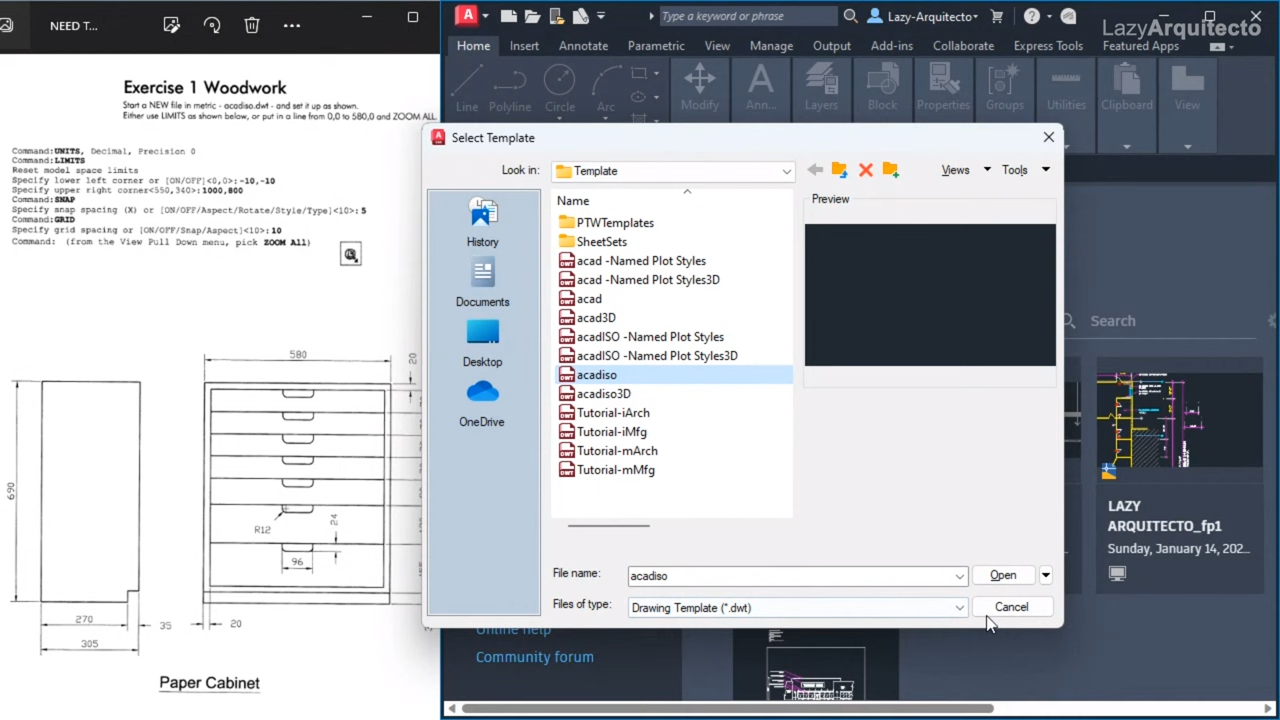 NEED T...
Exercise 1 Woodwork
Start a NEW file in metric - acadiso.dwt - and set it up as shown.
Either use LIMITS as shown below, or put in a line from 0,0 to 580,0 and ZOOM ALL.
Command:UNITS, Decimal, Precision 0
Command:LIMITS
Reset model space limits
Specify lower left corner or [ON/OFF]<0,0>:-10,-10
Specify upper right corner<550,340>:1000,800
Command:SNAP
Specify snap spacing (X) or [ON/OFF/Aspect/Rotate/Style/Type]<10>:5
Command:GRID
Specify grid spacing or [ON/OFF/Snap/Aspect]<10>:10
Command: (from the View Pull Down menu, pick ZOOM All)
580
20
690
R12
24
96
270
35
20
305
Paper Cabinet
Type a keyword or phrase
Lazy-Arquitecto
LazyArquitecto
Home
Insert
Annotate
Parametric
View
Manage
Output
Add-ins
Collaborate
Express Tools
Featured Apps
Line
Polyline
Circle
Arc
Modify
Ann...
Layers
Block
Properties
Groups
Utilities
Clipboard
View
Select Template
Look in:
Template
Views
Tools
History
Documents
Desktop
OneDrive
Name
PTWTemplates
SheetSets
acad -Named Plot Styles
acad -Named Plot Styles3D
acad
acad3D
acadISO -Named Plot Styles
acadISO -Named Plot Styles3D
acadiso
acadiso3D
Tutorial-iArch
Tutorial-iMfg
Tutorial-mArch
Tutorial-mMfg
Preview
File name:
acadiso
Open
Files of type:
Drawing Template (*.dwt)
Cancel
Search
LAZY
ARQUITECTO_fp1
Sunday, January 14, 202...
Online help
Community forum